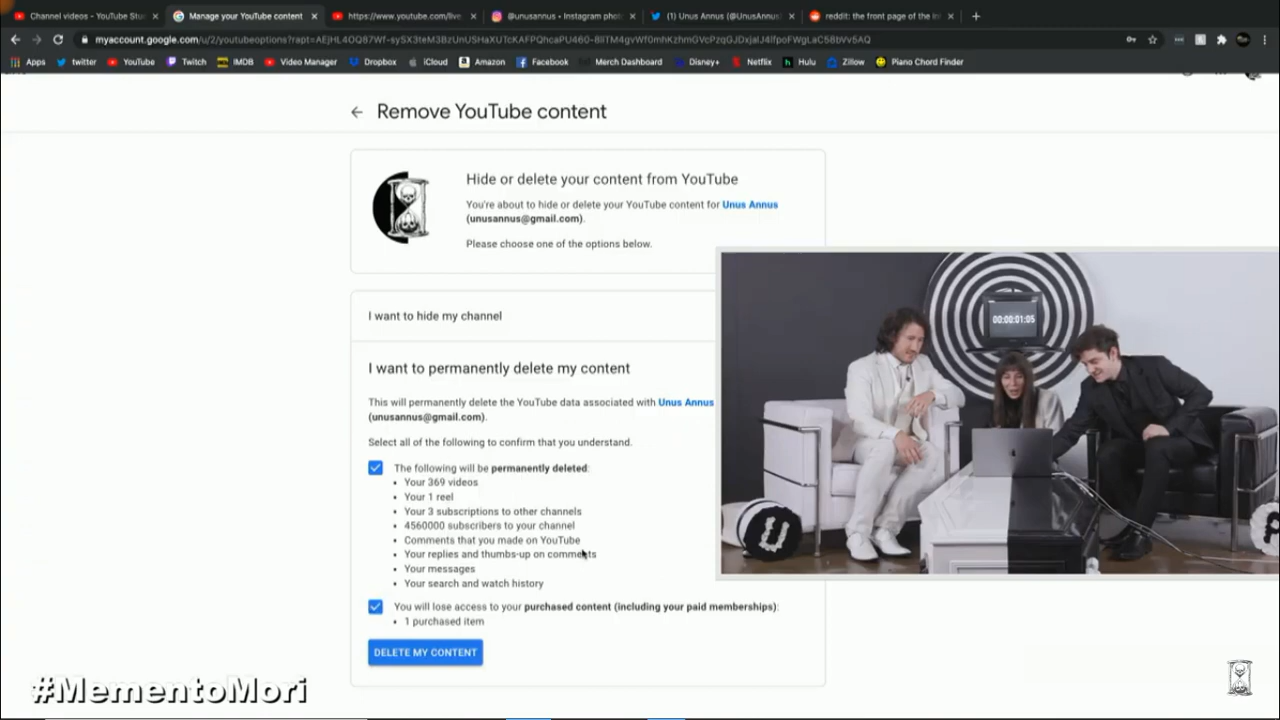 Channel videos - YouTube Stu
Manage your YouTube content
https://www.youtube.com/live
@unusannus • Instagram phot
(1) Unus Annus (@UnusAnnus
reddit: the front page of the in
Apps
twitter
YouTube
Twitch
IMDB
Video Manager
Dropbox
iCloud
Amazon
Facebook
Merch Dashboard
Disney+
Netflix
Hulu
Zillow
Piano Chord Finder
Remove YouTube content
Hide or delete your content from YouTube
You're about to hide or delete your YouTube content for Unus Annus
(unusannus@gmail.com).
Please choose one of the options below.
I want to hide my channel
00:00:01:05
I want to permanently delete my content
This will permanently delete the YouTube data associated with Unus Annus
(unusannus@gmail.com).
Select all of the following to confirm that you understand.
The following will be permanently deleted:
• Your 369 videos
• Your 1 reel
• Your 3 subscriptions to other channels
• 4560000 subscribers to your channel
• Comments that you made on YouTube
• Your replies and thumbs-up on comments
• Your messages
• Your search and watch history
U
You will lose access to your purchased content (including your paid memberships):
• 1 purchased item
DELETE MY CONTENT
#MementoMori